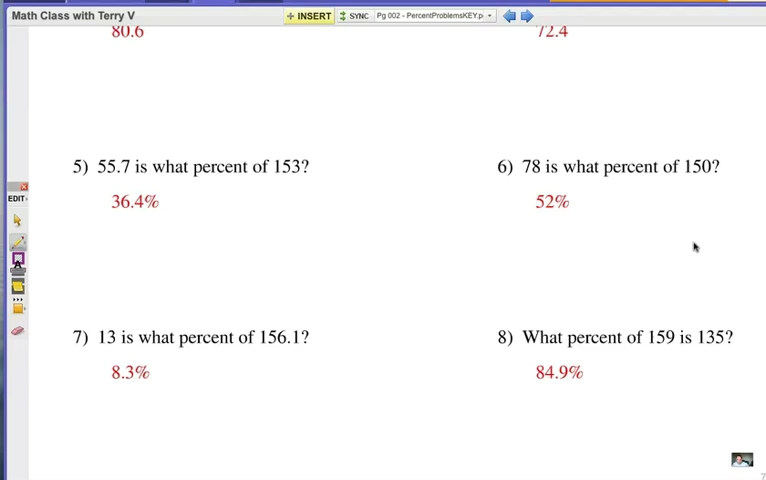 Math Class with Terry V
INSERT
SYNC
Pg 002 - PercentProblemsKEY.p
80.6
72.4
5) 55.7 is what percent of 153?
6) 78 is what percent of 150?
36.4%
52%
EDIT
A
7) 13 is what percent of 156.1?
8) What percent of 159 is 135?
8.3%
84.9%
7